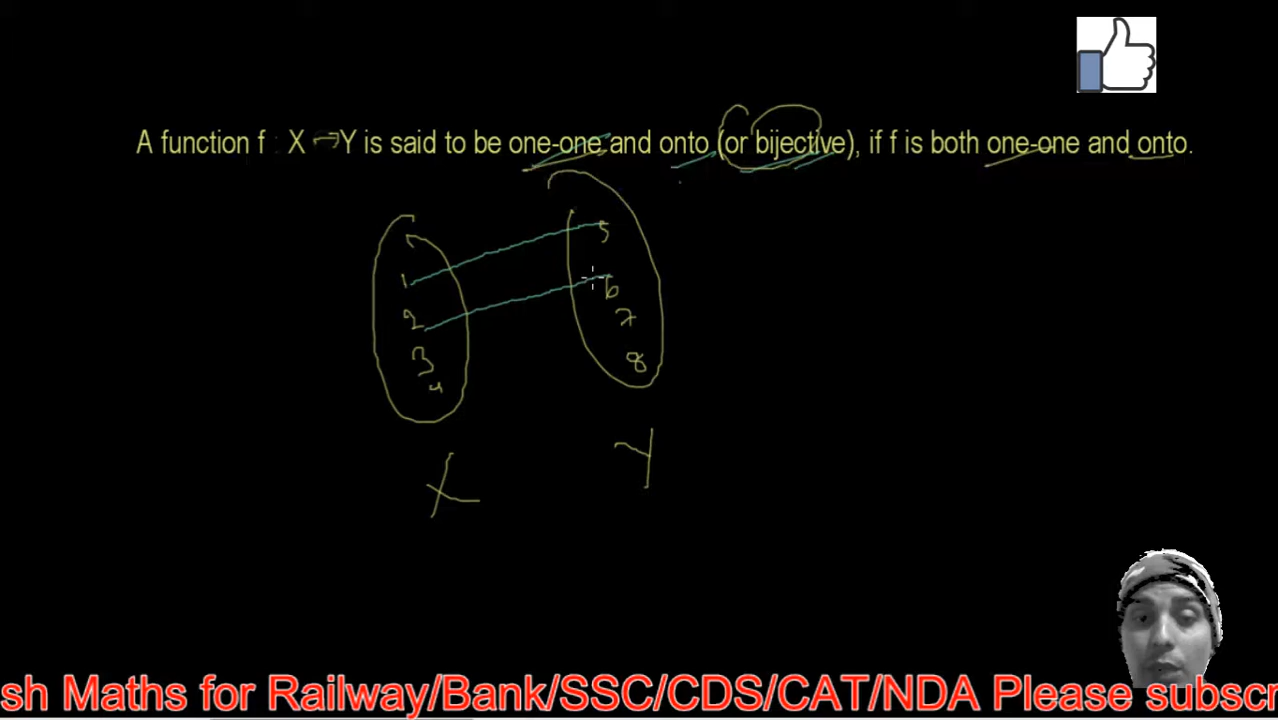 A function f : X → Y is said to be one-one and onto (or bijective), if f is both one-one and onto.
1
2
3
4
5
6
7
8
X
Y
sh Maths for Railway/Bank/SSC/CDS/CAT/NDA Please subscr